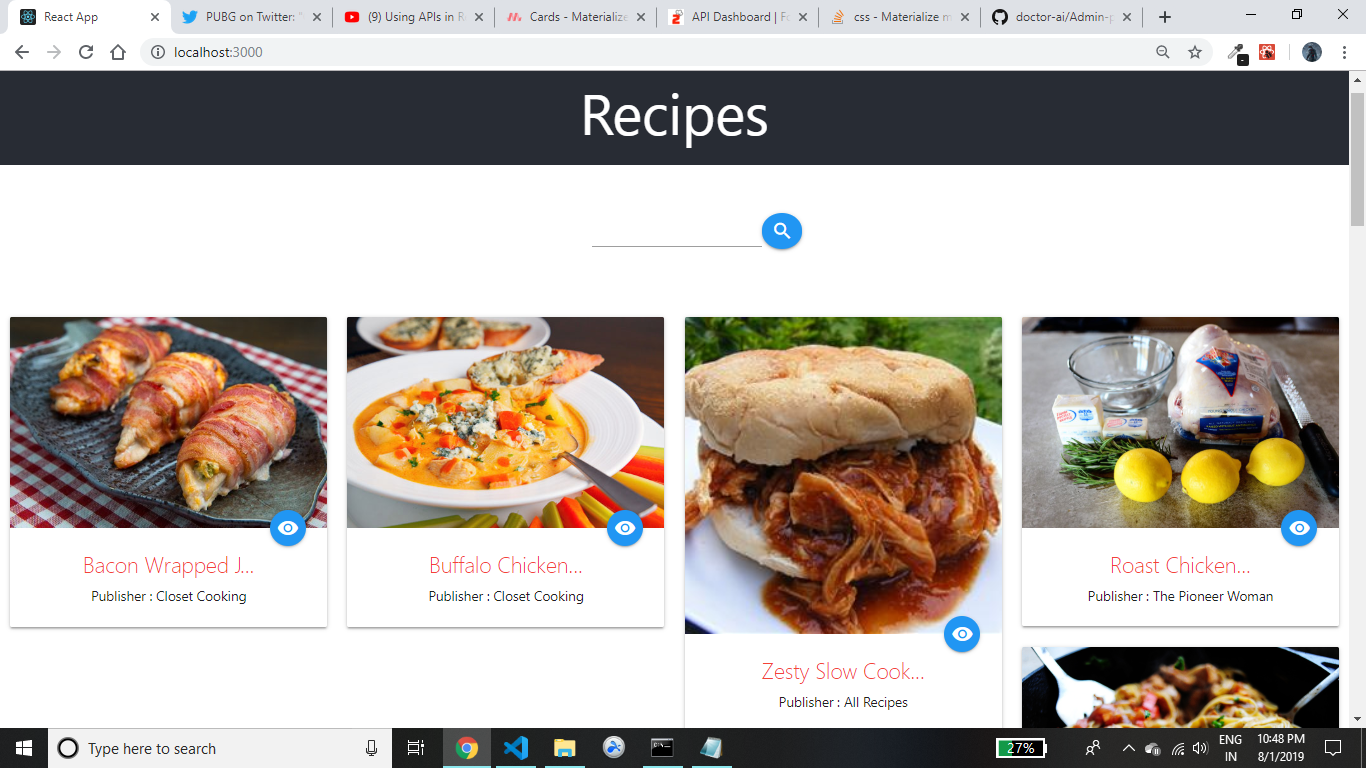 React App
PUBG on Twitter: "
(9) Using APIs in R
Cards - Materialize
API Dashboard | Fo
css - Materialize m
doctor-ai/Admin-p
localhost:3000
Recipes
Bacon Wrapped J...
Publisher : Closet Cooking
Buffalo Chicken...
Publisher : Closet Cooking
Zesty Slow Cook...
Publisher : All Recipes
Roast Chicken...
Publisher : The Pioneer Woman
Type here to search
27%
ENG
IN
10:48 PM
8/1/2019